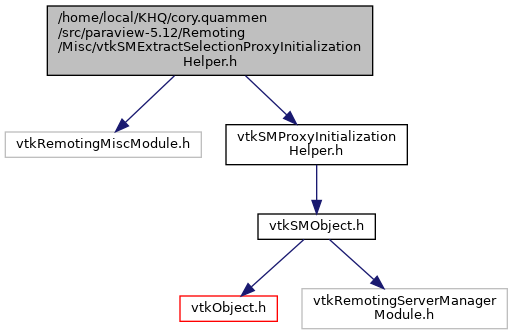 /home/local/KHQ/cory.quammen
/src/paraview-5.12/Remoting
/Misc/vtkSMExtractSelectionProxyInitialization
Helper.h
vtkRemotingMiscModule.h
vtkSMProxyInitialization
Helper.h
vtkSMObject.h
vtkObject.h
vtkRemotingServerManager
Module.h